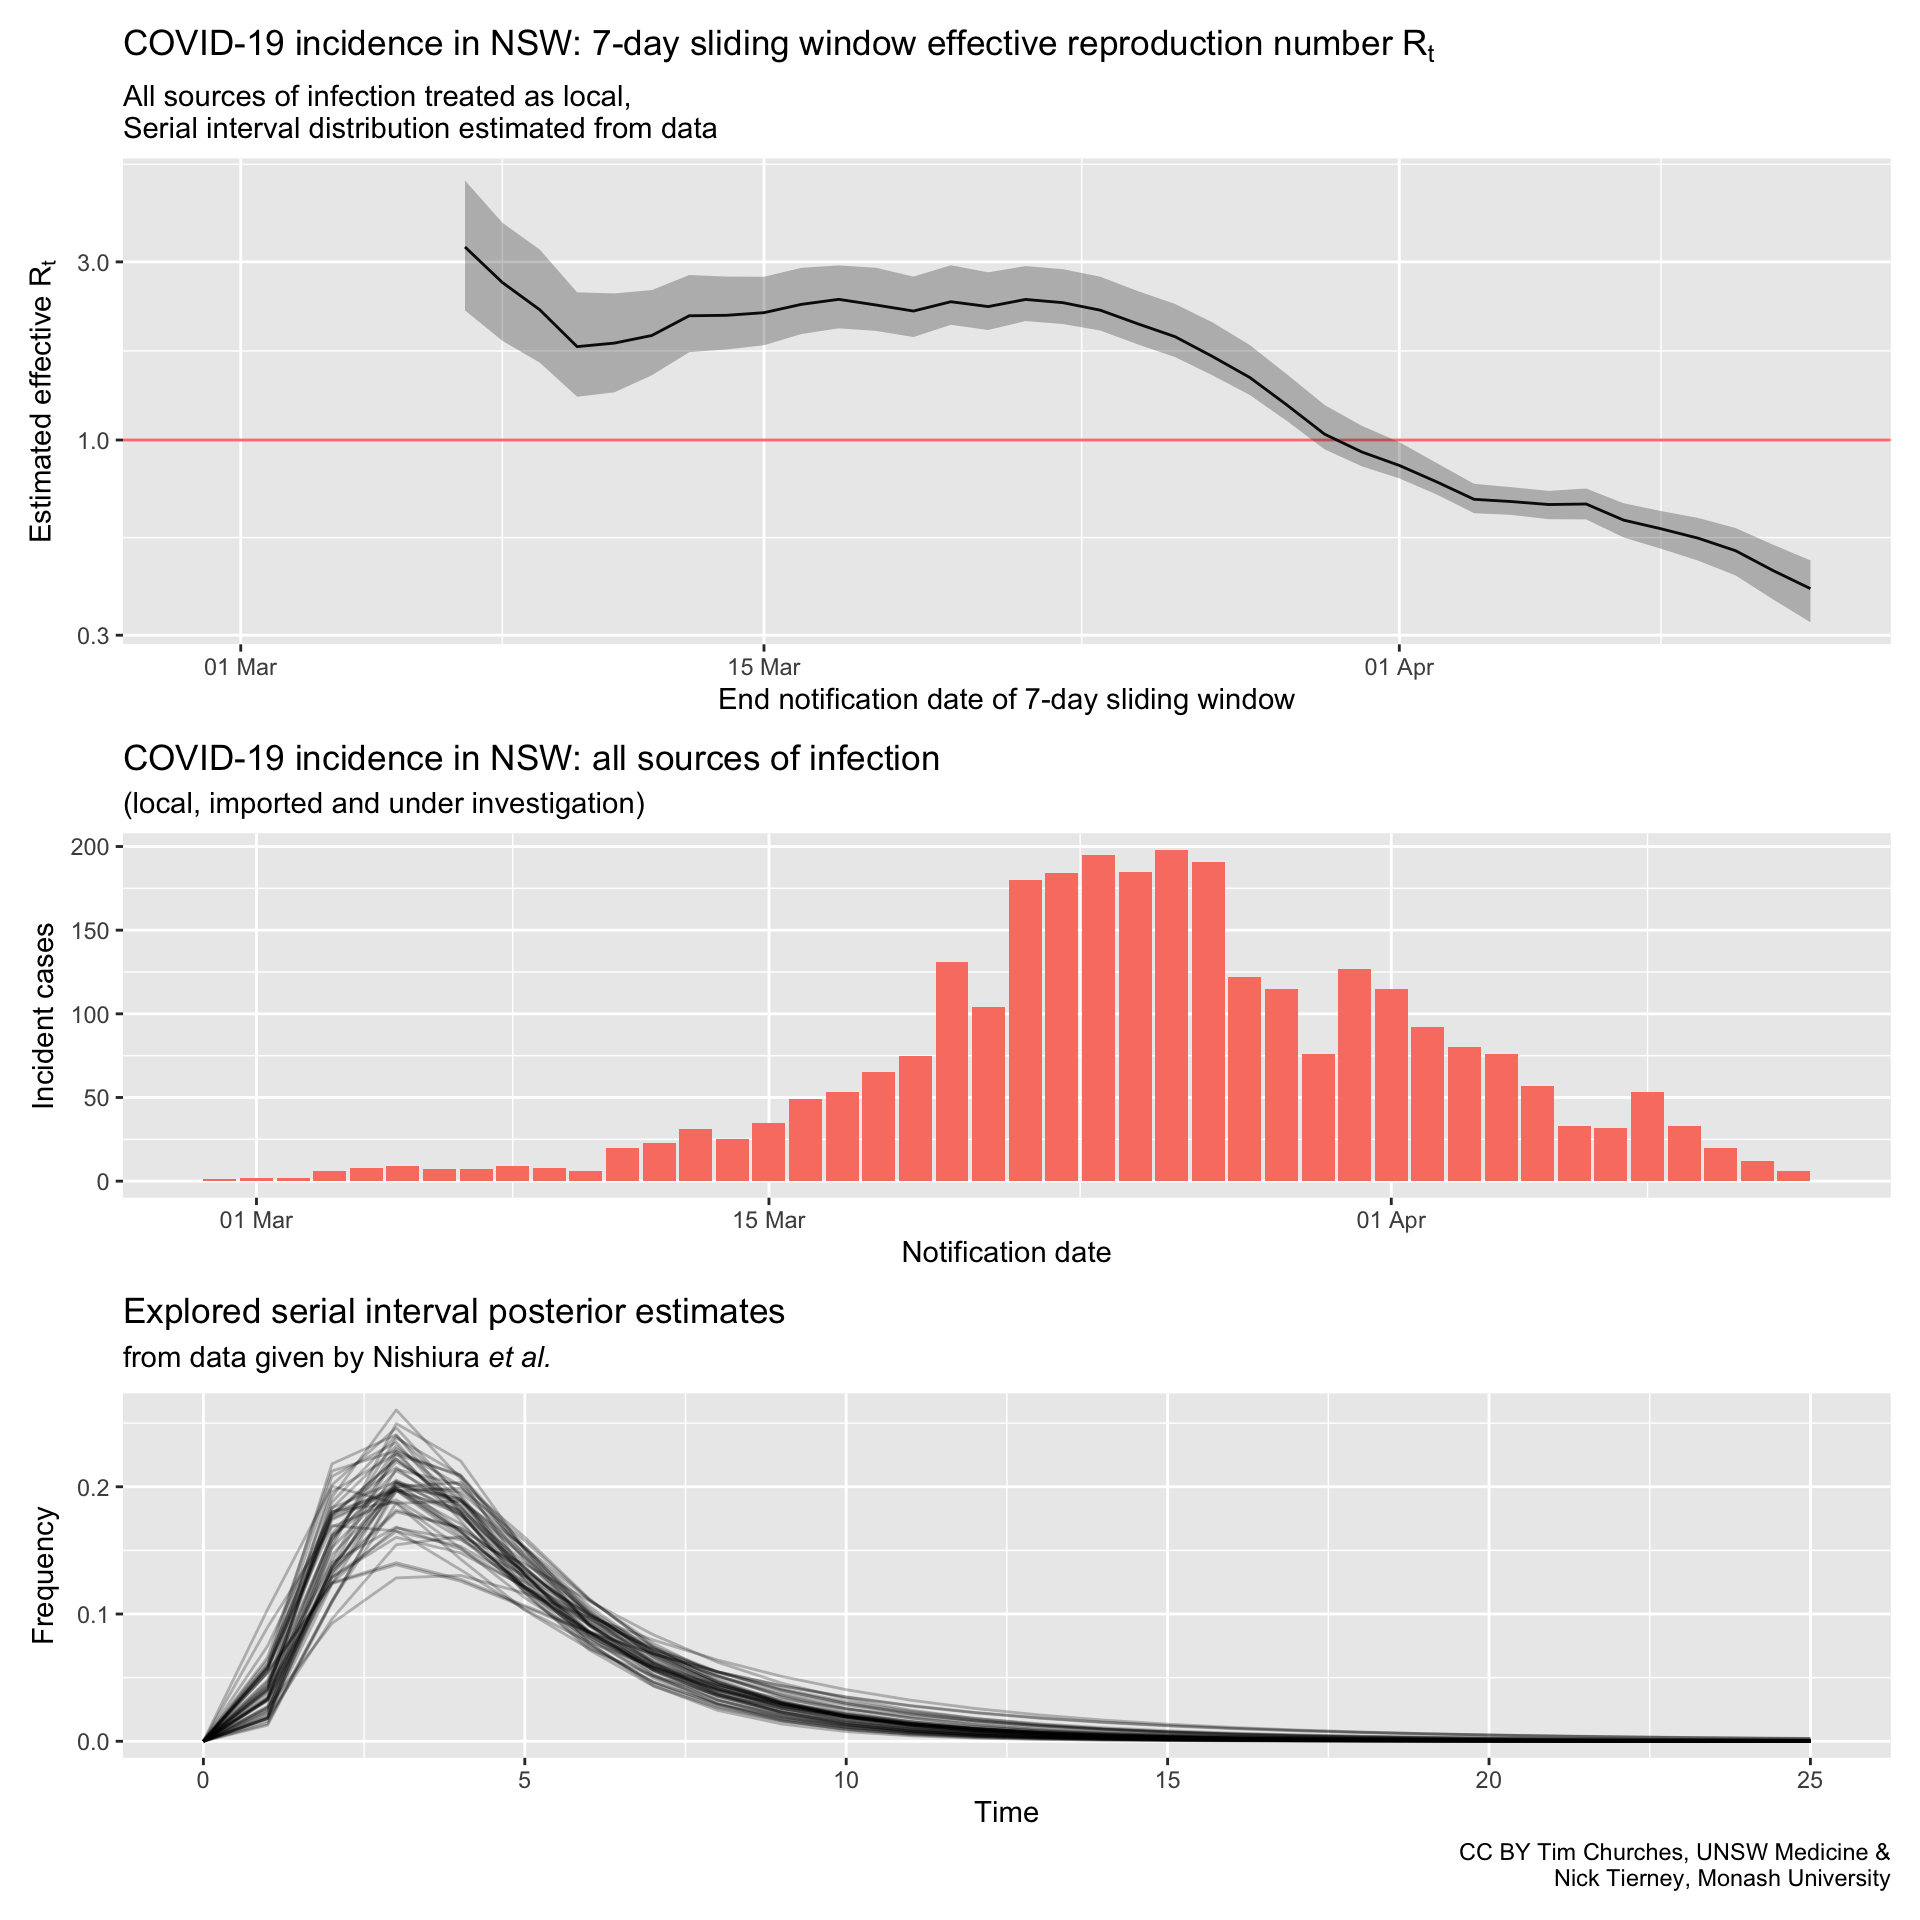 COVID-19 incidence in NSW: 7-day sliding window effective reproduction number Rt
All sources of infection treated as local,
Serial interval distribution estimated from data
Estimated effective Rt
3.0
1.0
0.3
01 Mar
15 Mar
01 Apr
End notification date of 7-day sliding window
COVID-19 incidence in NSW: all sources of infection
(local, imported and under investigation)
Incident cases
200
150
100
50
0
01 Mar
15 Mar
01 Apr
Notification date
Explored serial interval posterior estimates
from data given by Nishiura et al.
Frequency
0.2
0.1
0.0
0
5
10
15
20
25
Time
CC BY Tim Churches, UNSW Medicine &
Nick Tierney, Monash University